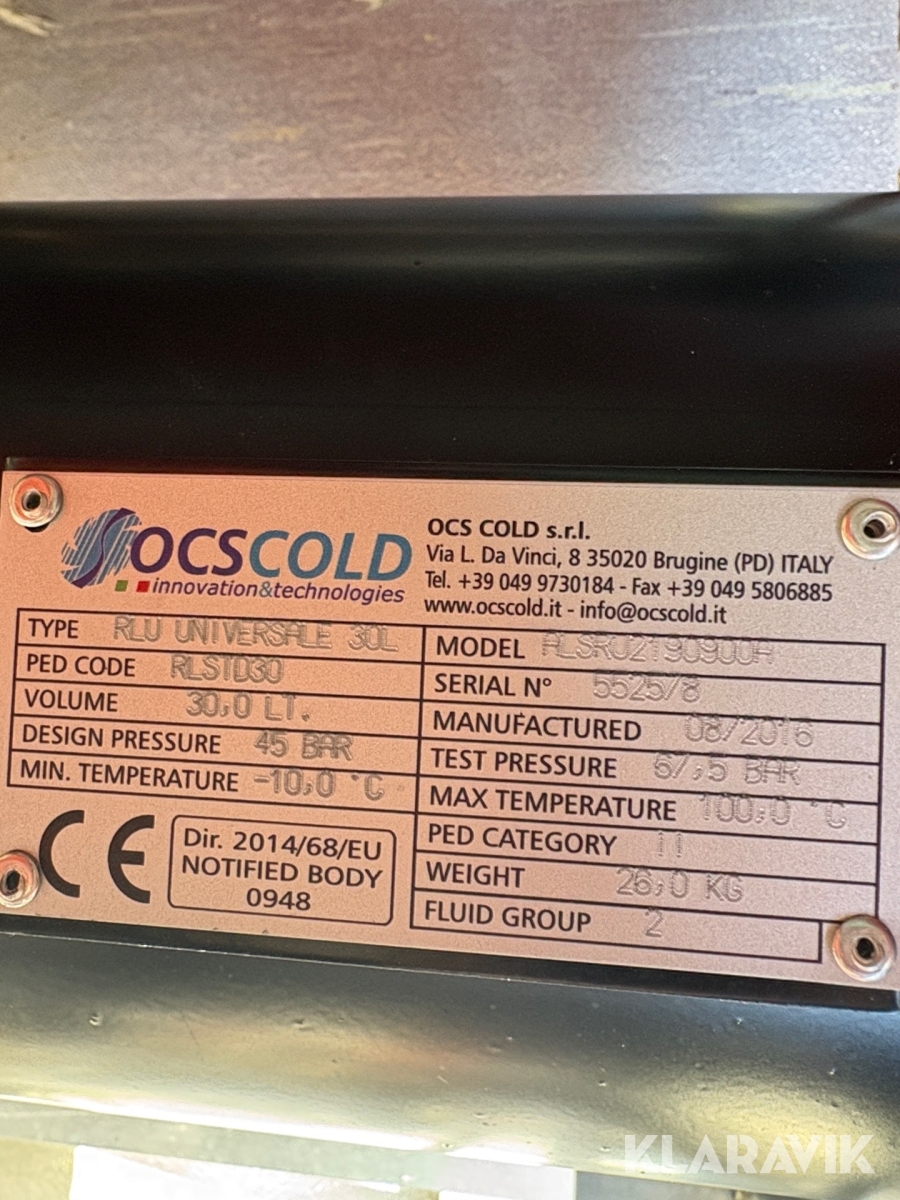 OCSCOLD
innovation&technologies
OCS COLD s.r.l.
Via L. Da Vinci, 8 35020 Brugine (PD) ITALY
Tel. +39 049 9730184 - Fax +39 049 5806885
www.ocscold.it - info@ocscold.it
TYPE RLU UNIVERSALE 30L
PED CODE RLSTD30
VOLUME 30,0 LT.
DESIGN PRESSURE 45 BAR
MIN. TEMPERATURE -10,0 °C
MODEL ALSRU2190900A
SERIAL N° 55257/8
MANUFACTURED 08/2016
TEST PRESSURE 67,5 BAR
MAX TEMPERATURE 100,0 °C
PED CATEGORY II
WEIGHT 26,0 KG
FLUID GROUP 2
CE
Dir. 2014/68/EU
NOTIFIED BODY
0948
KLARAVIK